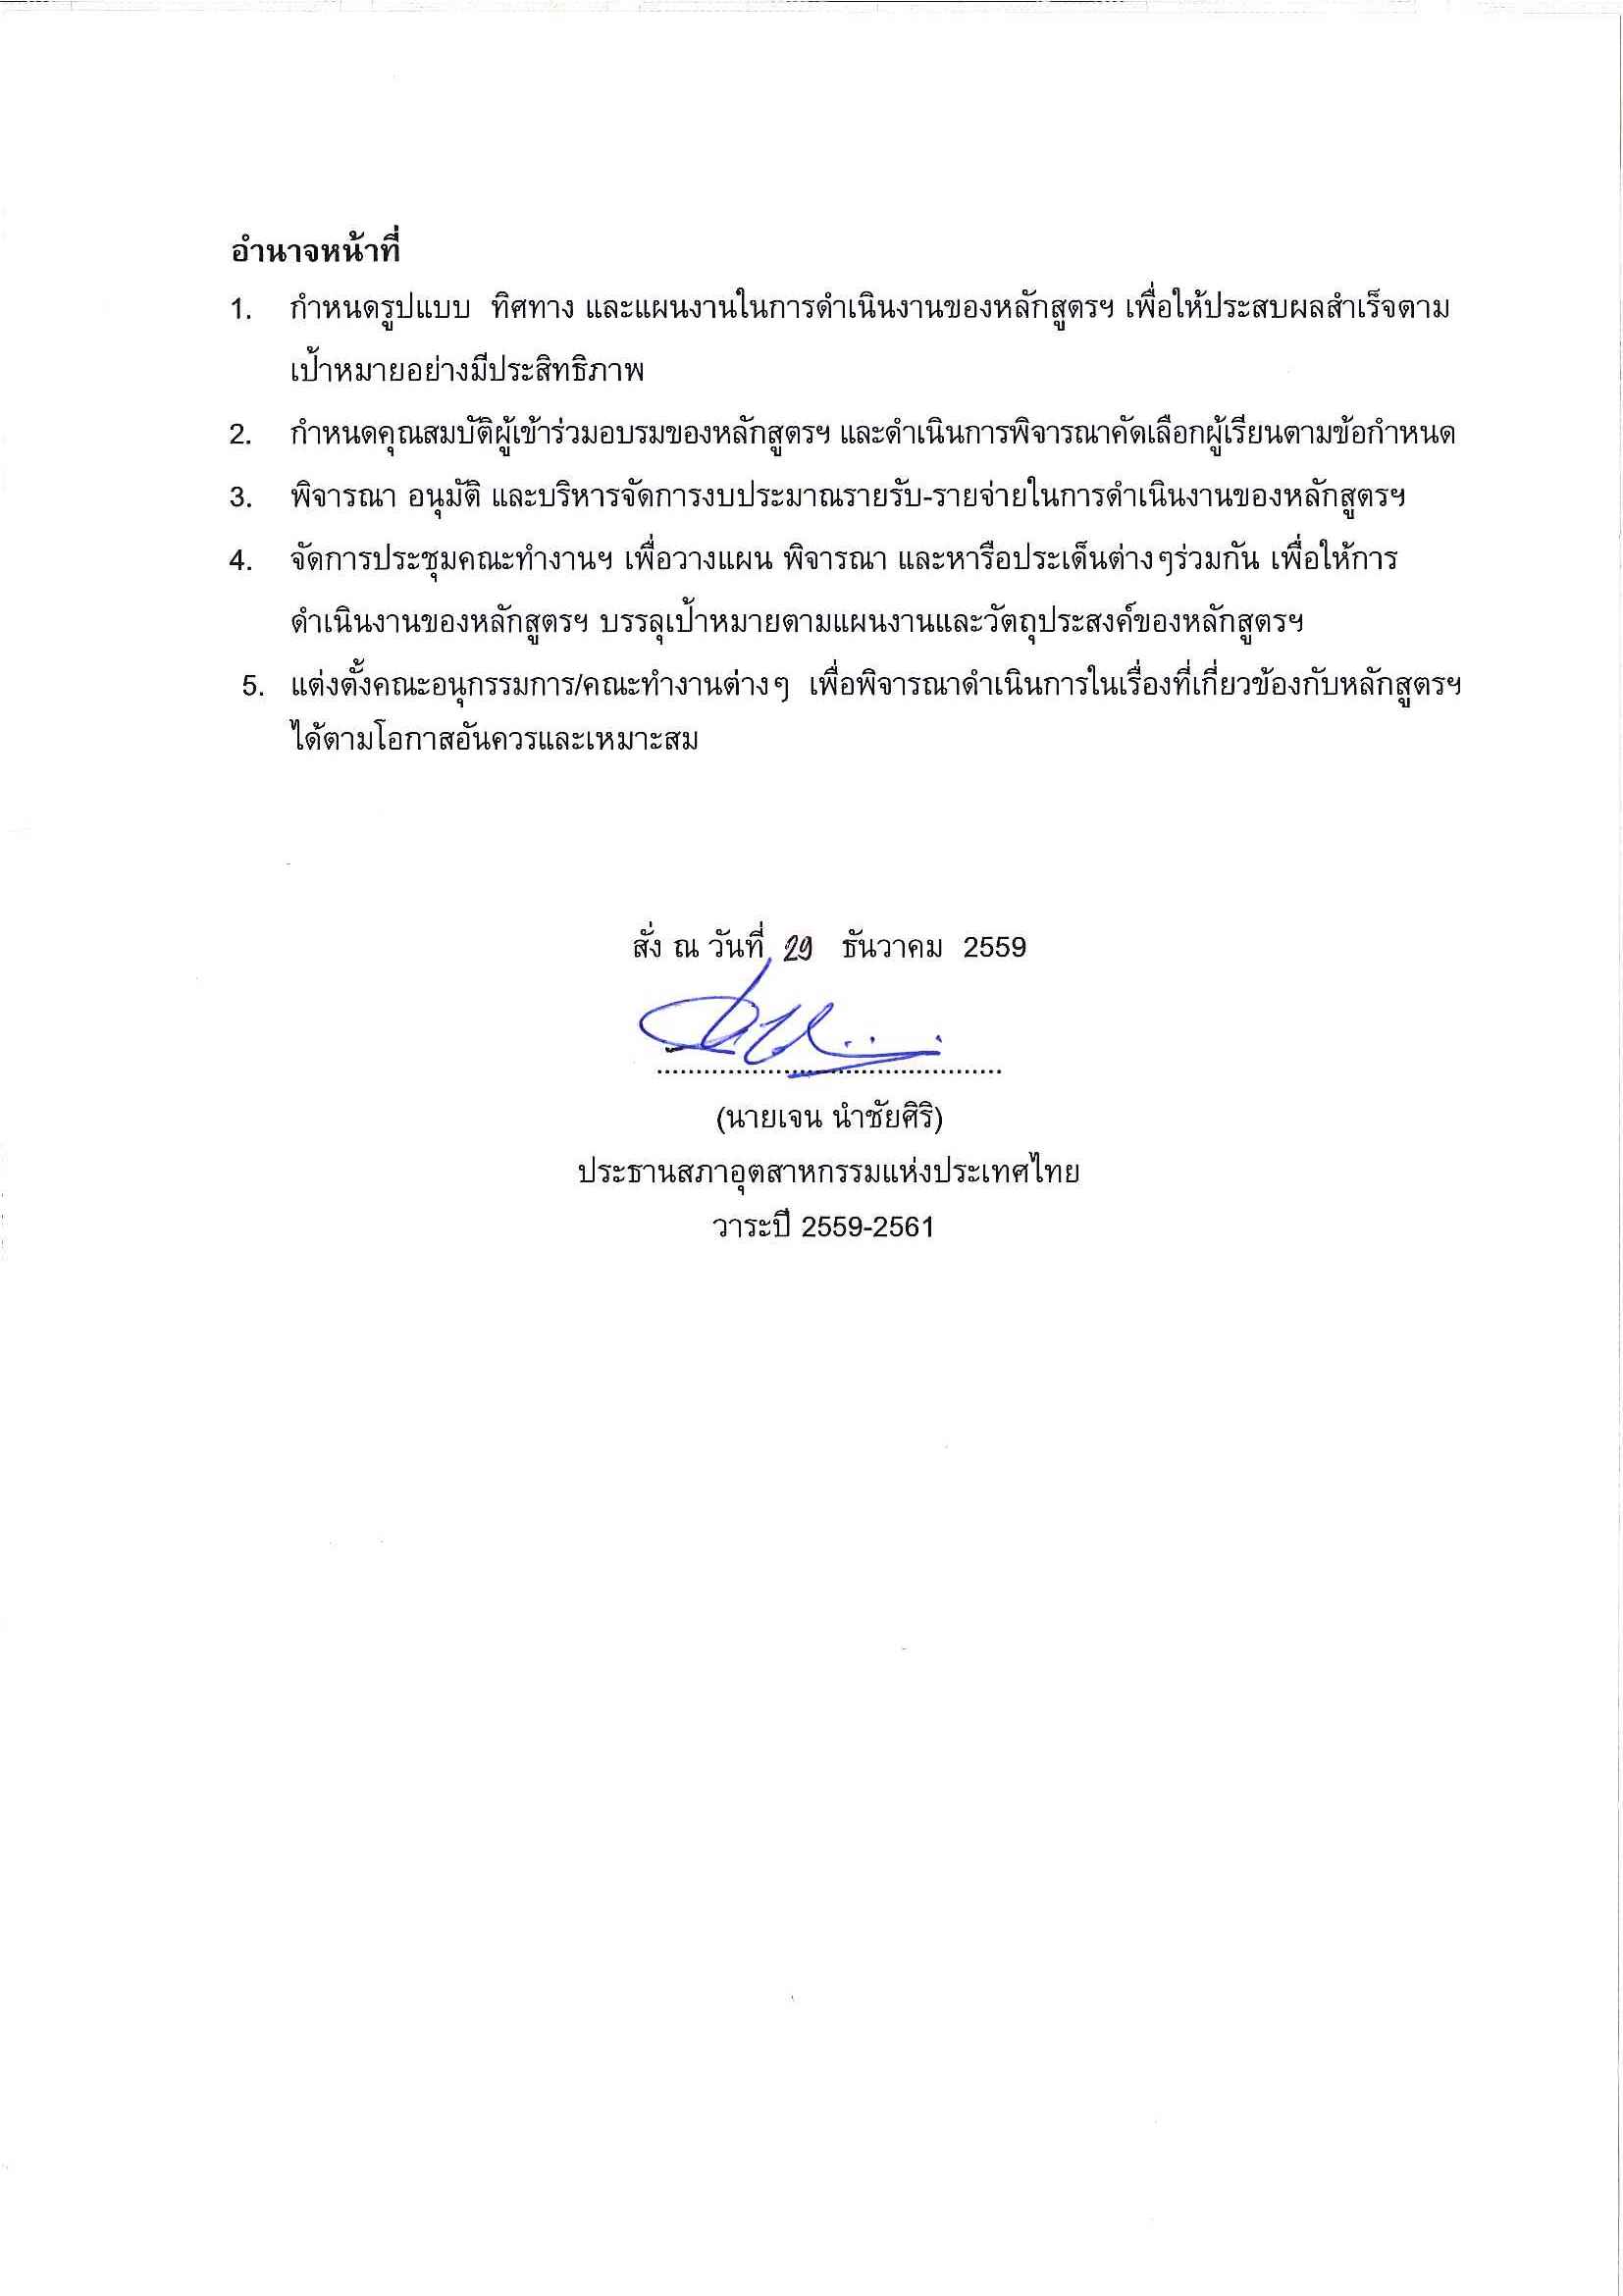 อำนาจหน้าที่
1. กำหนดรูปแบบ ทิศทาง และแผนงานในการดำเนินงานของหลักสูตรฯ เพื่อให้ประสบผลสำเร็จตาม
เป้าหมายอย่างมีประสิทธิภาพ
2. กำหนดคุณสมบัติผู้เข้าร่วมอบรมของหลักสูตรฯ และดำเนินการพิจารณาคัดเลือกผู้เรียนตามข้อกำหนด
3. พิจารณา อนุมัติ และบริหารจัดการงบประมาณรายรับ-รายจ่ายในการดำเนินงานของหลักสูตรฯ
4. จัดการประชุมคณะทำงานฯ เพื่อวางแผน พิจารณา และหารือประเด็นต่างๆร่วมกัน เพื่อให้การ
ดำเนินงานของหลักสูตรฯ บรรลุเป้าหมายตามแผนงานและวัตถุประสงค์ของหลักสูตรฯ
5. แต่งตั้งคณะอนุกรรมการ/คณะทำงานต่างๆ เพื่อพิจารณาดำเนินการในเรื่องที่เกี่ยวข้องกับหลักสูตรฯ
ได้ตามโอกาสอันควรและเหมาะสม
สั่ง ณ วันที่ 29 ธันวาคม 2559
(นายเจน นำชัยศิริ)
ประธานสภาอุตสาหกรรมแห่งประเทศไทย
วาระปี 2559-2561